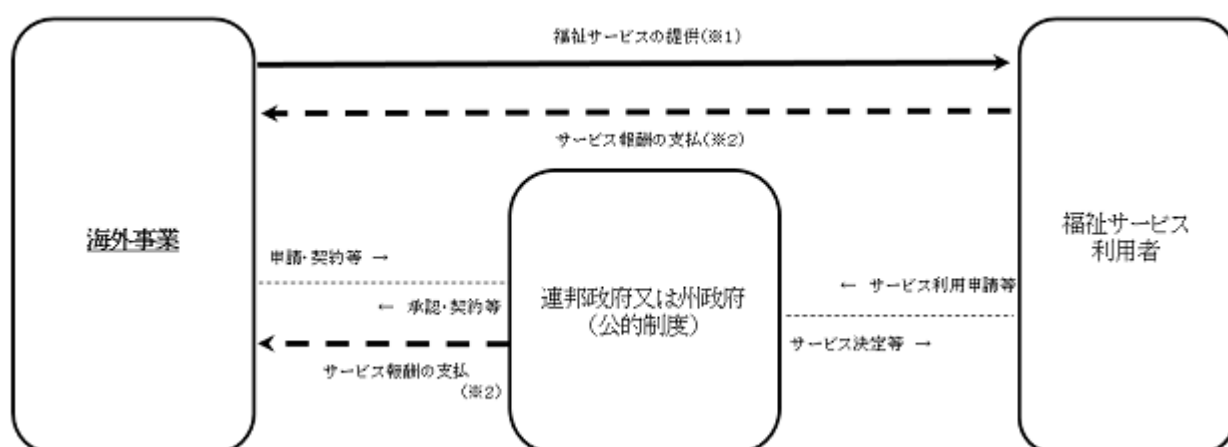 福祉サービスの提供(※1)
サービス報酬の支払(※2)
海外事業
申請・契約等 →
← 承認・契約等
サービス報酬の支払
(※2)
連邦政府又は州政府
(公的制度)
← サービス利用申請等
サービス決定等 →
福祉サービス
利用者